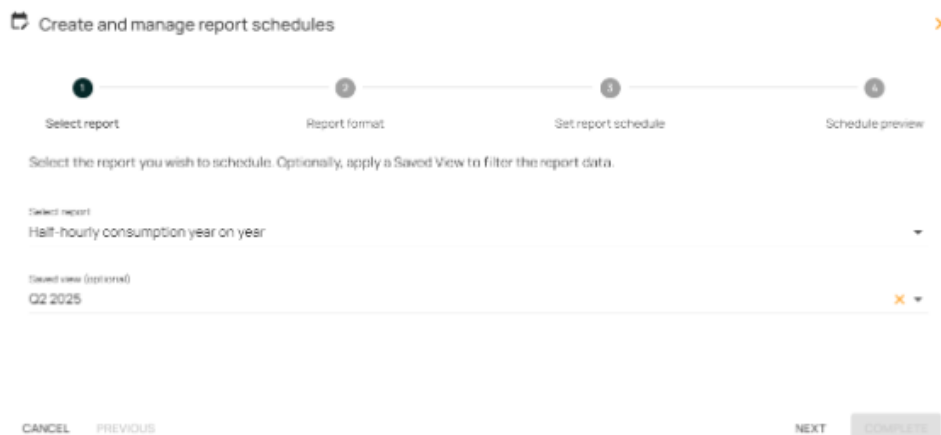 Create and manage report schedules
1 2 3 4
Select report Report format Set report schedule Schedule preview
Select the report you wish to schedule. Optionally, apply a Saved View to filter the report data.
Select report
Half-hourly consumption year on year
Saved view (optional)
Q2 2025
CANCEL PREVIOUS NEXT COMPLETE